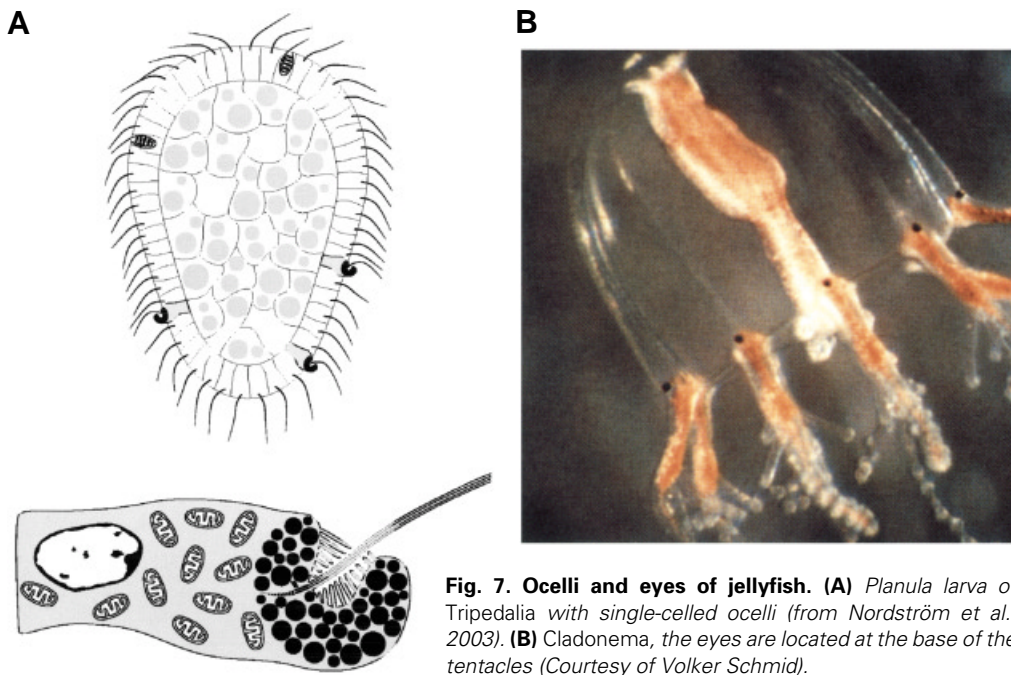 A
B
Fig. 7. Ocelli and eyes of jellyfish. (A) Planula larva o
Tripedalia with single-celled ocelli (from Nordström et al.
2003). (B) Cladonema, the eyes are located at the base of the
tentacles (Courtesy of Volker Schmid).